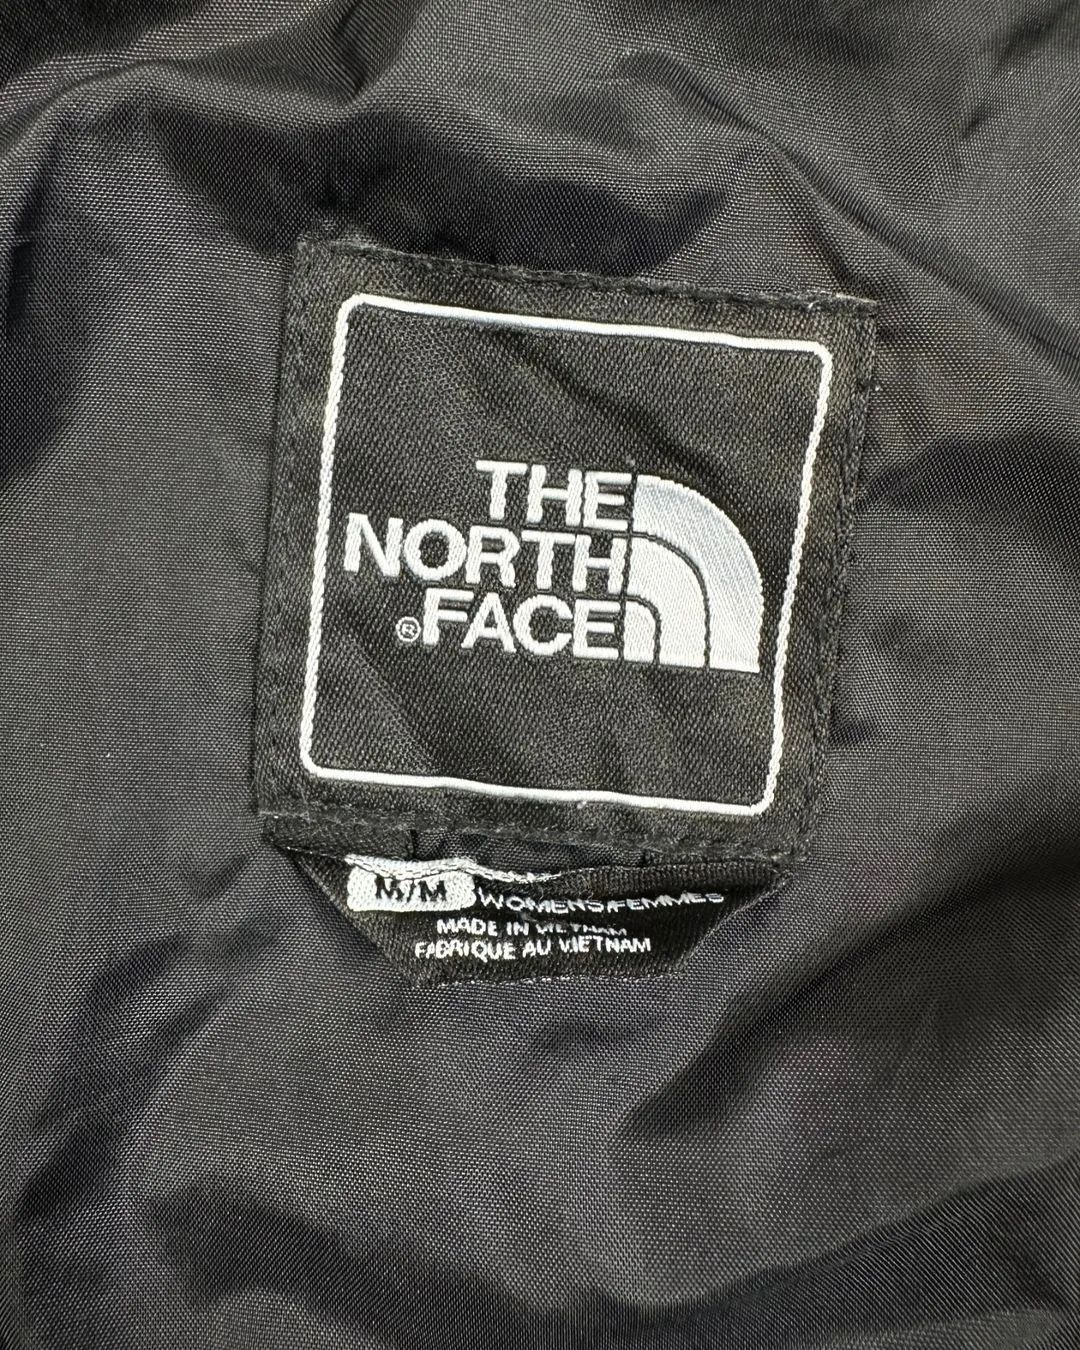 THE
NORTH
®FACE
M/M WOMENS/FEMMES
MADE IN VIETNAM
FABRIQUE AU VIETNAM